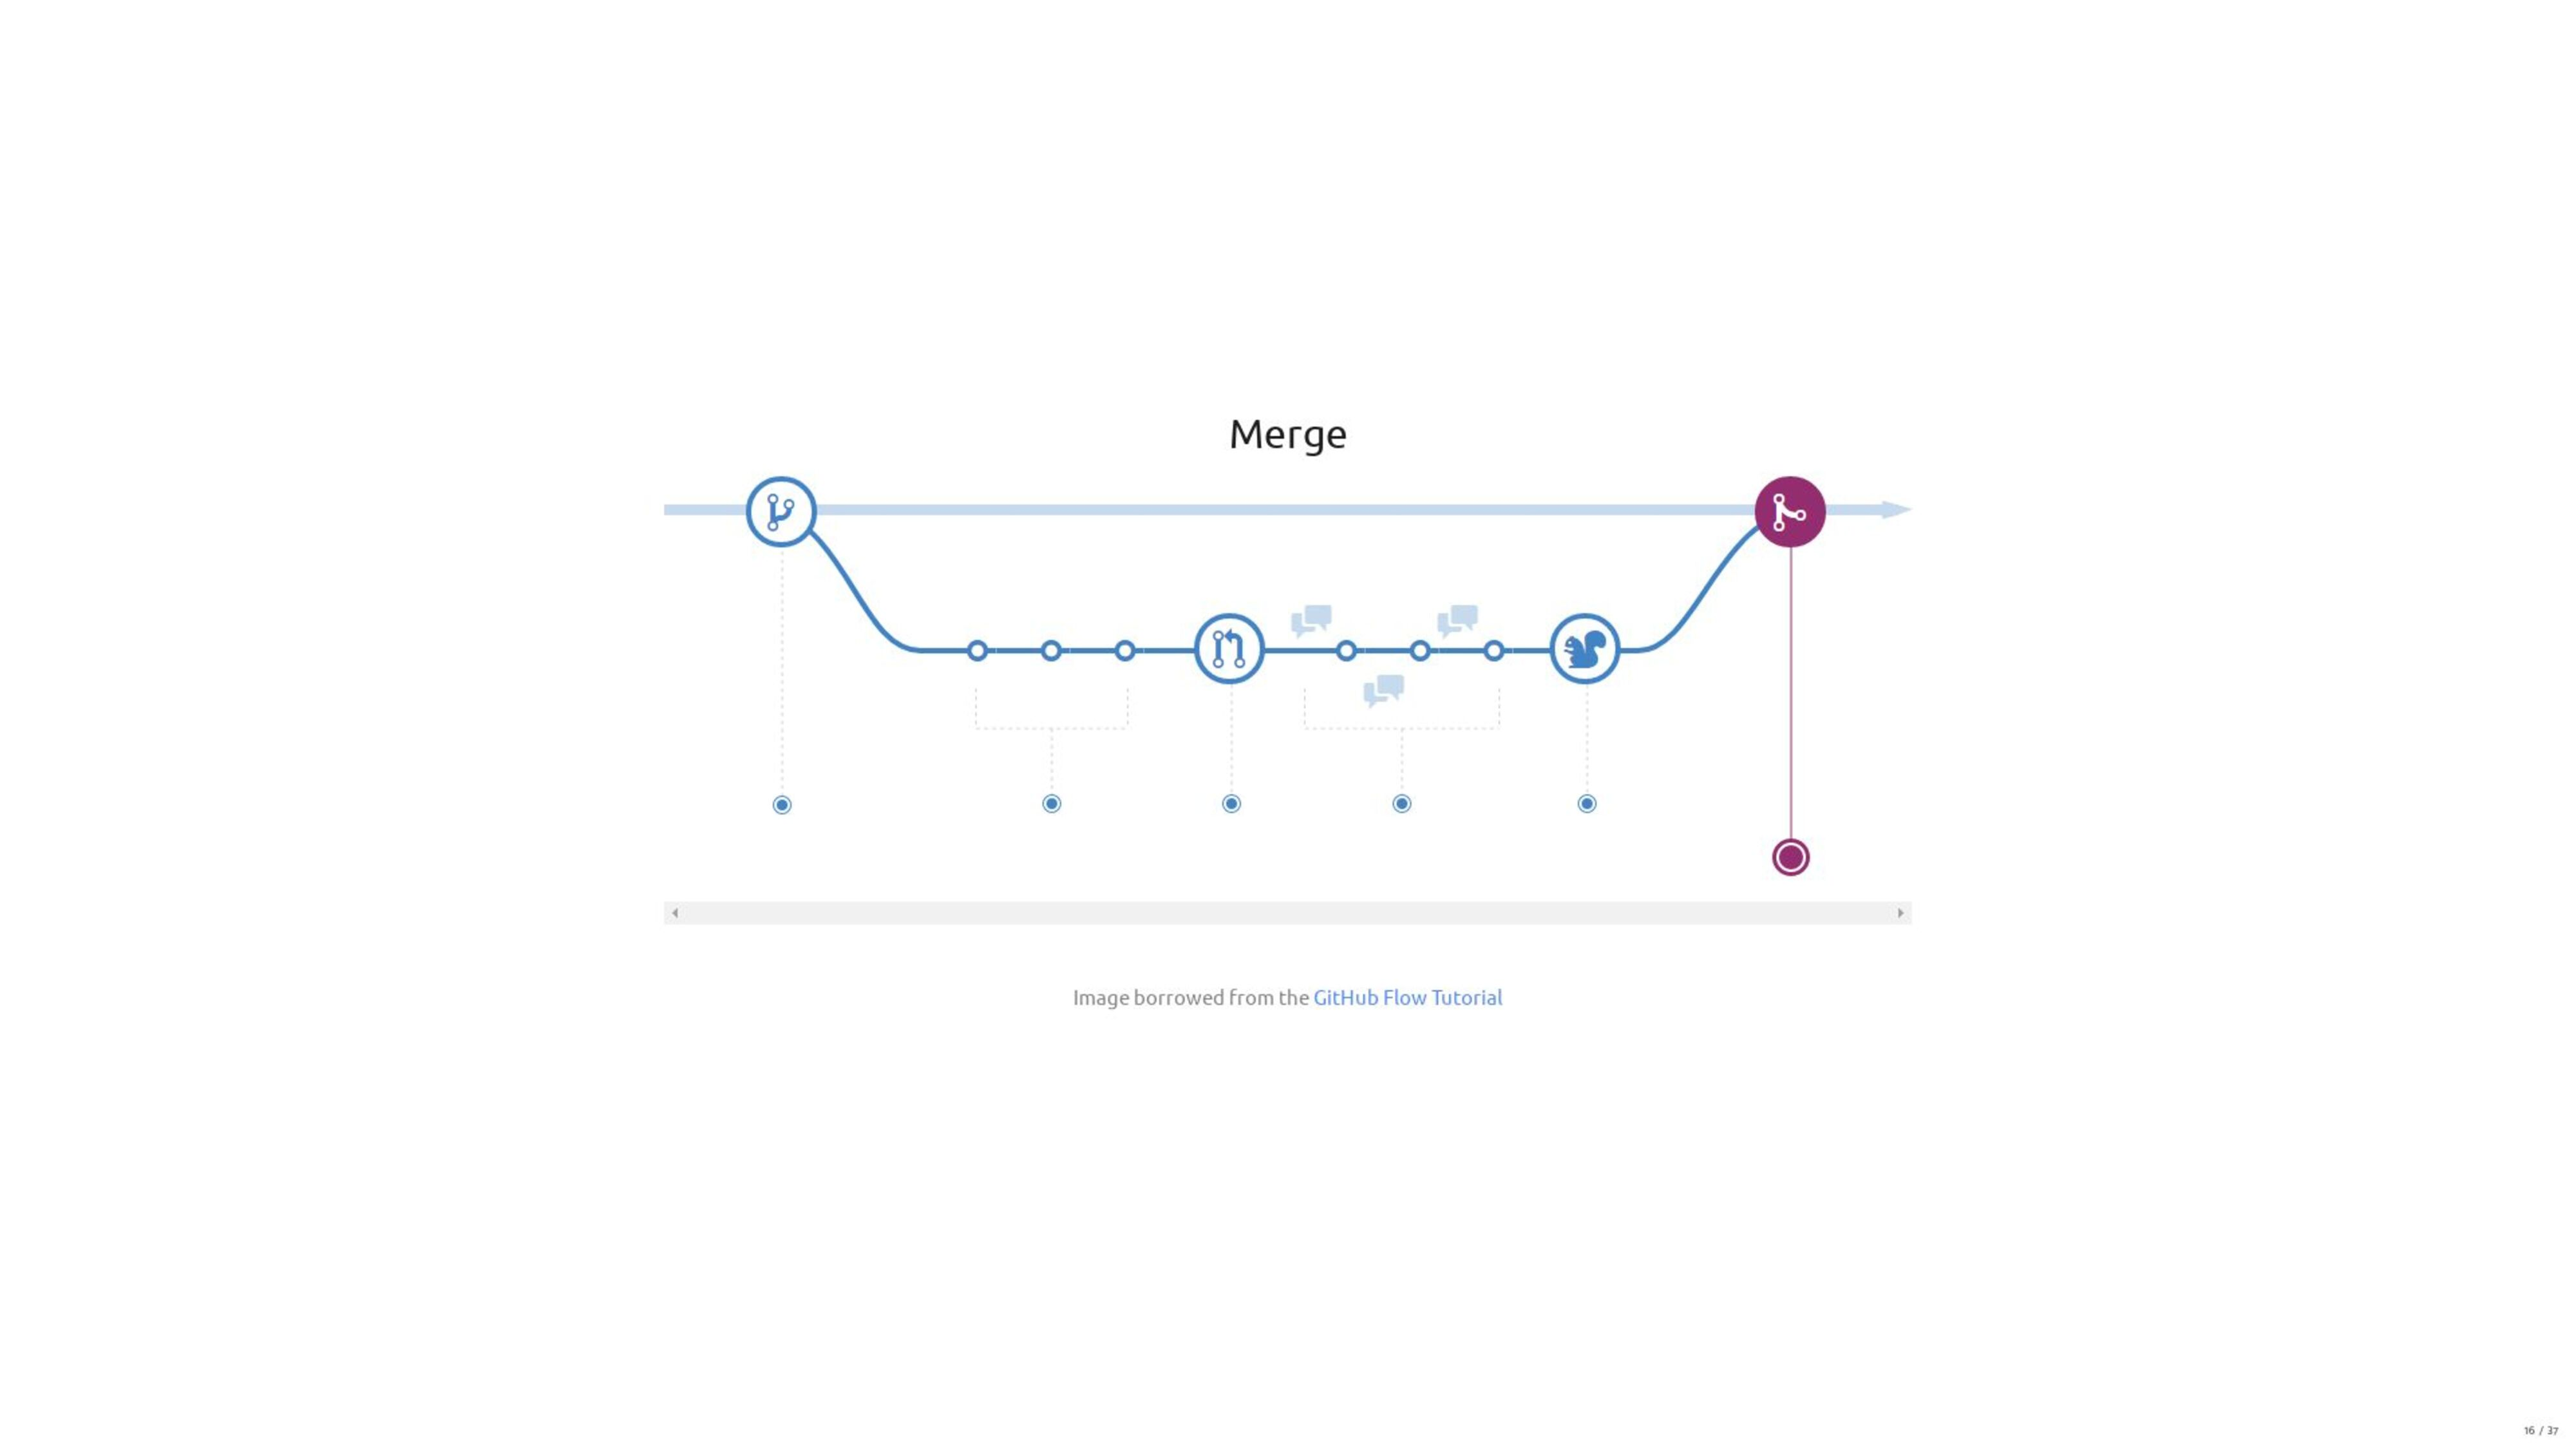 Merge
Image borrowed from the GitHub Flow Tutorial
16 / 37